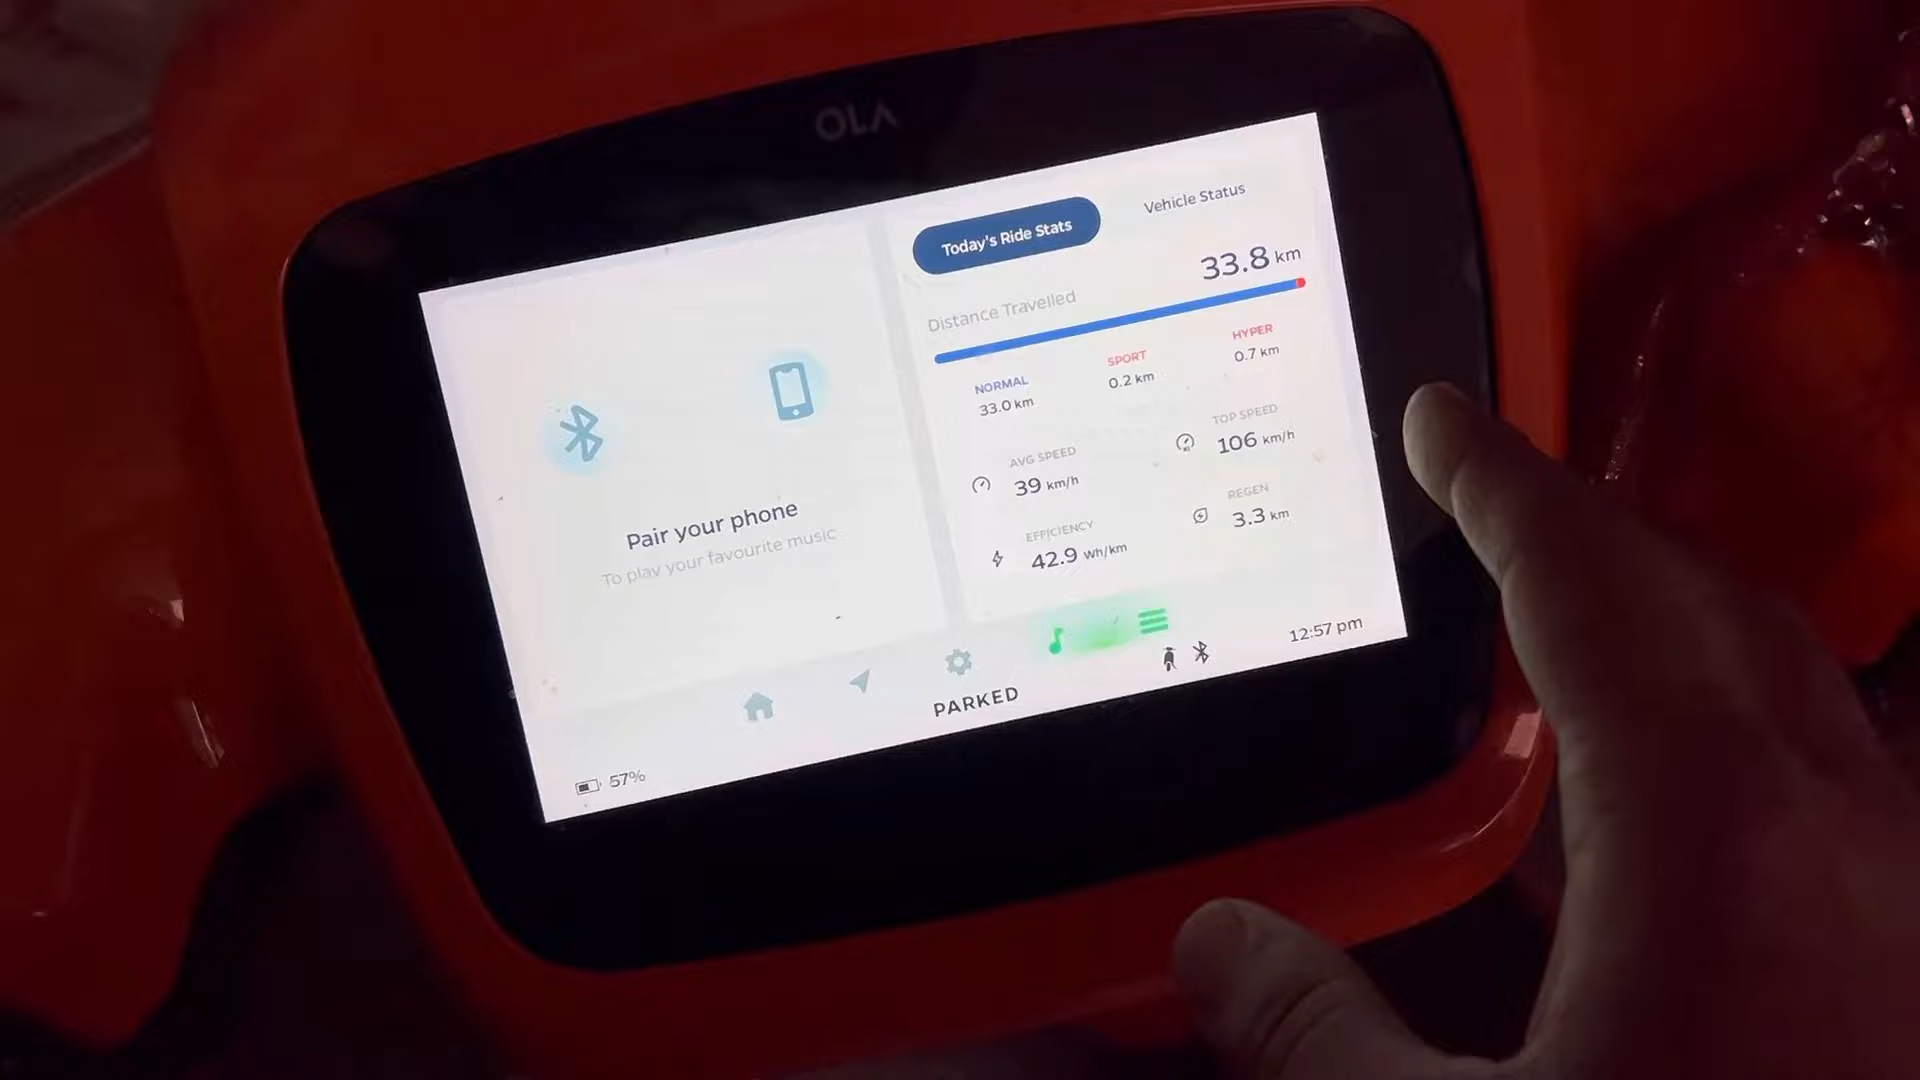 OLA
Pair your phone
To play your favourite music
Today's Ride Stats
Vehicle Status
Distance Travelled
33.8 km
NORMAL
33.0 km
SPORT
0.2 km
HYPER
0.7 km
AVG SPEED
39 km/h
TOP SPEED
106 km/h
EFFICIENCY
42.9 Wh/km
REGEN
3.3 km
57%
PARKED
12:57 pm